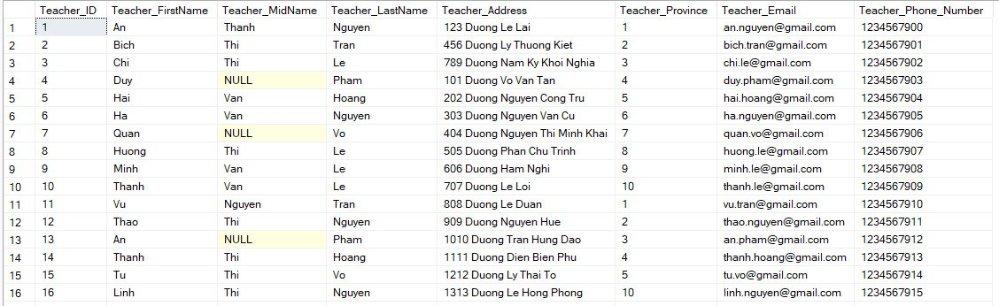 Teacher_ID Teacher_FirstName Teacher_MidName Teacher_LastName Teacher_Address Teacher_Province Teacher_Email Teacher_Phone_Number
1 1 An Thanh Nguyen 123 Duong Le Lai 1 an.nguyen@gmail.com 1234567900
2 2 Bich Thi Tran 456 Duong Ly Thuong Kiet 2 bich.tran@gmail.com 1234567901
3 3 Chi Thi Le 789 Duong Nam Ky Khoi Nghia 3 chi.le@gmail.com 1234567902
4 4 Duy NULL Pham 101 Duong Vo Van Tan 4 duy.pham@gmail.com 1234567903
5 5 Hai Van Hoang 202 Duong Nguyen Cong Tru 5 hai.hoang@gmail.com 1234567904
6 6 Ha Van Nguyen 303 Duong Nguyen Van Cu 6 ha.nguyen@gmail.com 1234567905
7 7 Quan NULL Vo 404 Duong Nguyen Thi Minh Khai 7 quan.vo@gmail.com 1234567906
8 8 Huong Thi Le 505 Duong Phan Chu Trinh 8 huong.le@gmail.com 1234567907
9 9 Minh Van Le 606 Duong Ham Nghi 9 minh.le@gmail.com 1234567908
10 10 Thanh Van Le 707 Duong Le Loi 10 thanh.le@gmail.com 1234567909
11 11 Vu Nguyen Tran 808 Duong Le Duan 1 vu.tran@gmail.com 1234567910
12 12 Thao Thi Nguyen 909 Duong Nguyen Hue 2 thao.nguyen@gmail.com 1234567911
13 13 An NULL Pham 1010 Duong Tran Hung Dao 3 an.pham@gmail.com 1234567912
14 14 Thanh Thi Hoang 1111 Duong Dien Bien Phu 4 thanh.hoang@gmail.com 1234567913
15 15 Tu Thi Vo 1212 Duong Ly Thai To 5 tu.vo@gmail.com 1234567914
16 16 Linh Thi Nguyen 1313 Duong Le Hong Phong 10 linh.nguyen@gmail.com 1234567915